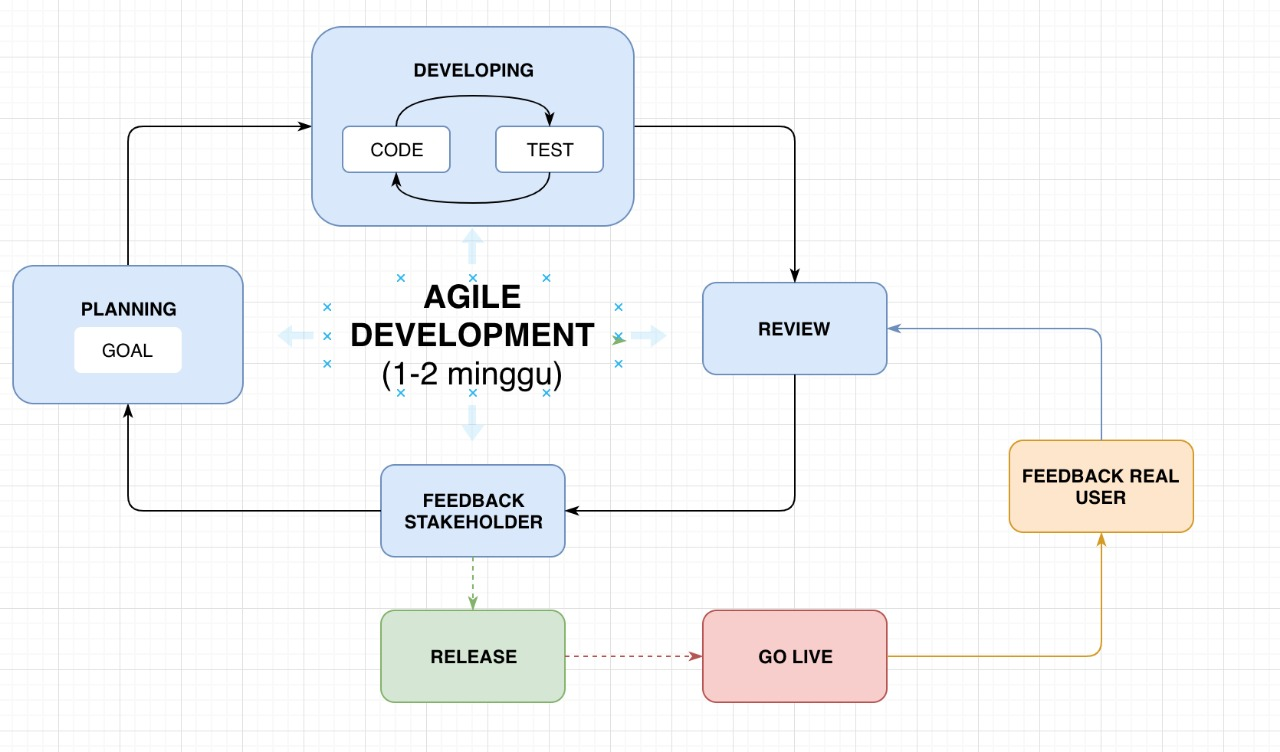 DEVELOPING
CODE
TEST
PLANNING
GOAL
AGILE
DEVELOPMENT
(1-2 minggu)
REVIEW
FEEDBACK
STAKEHOLDER
FEEDBACK REAL
USER
RELEASE
GO LIVE